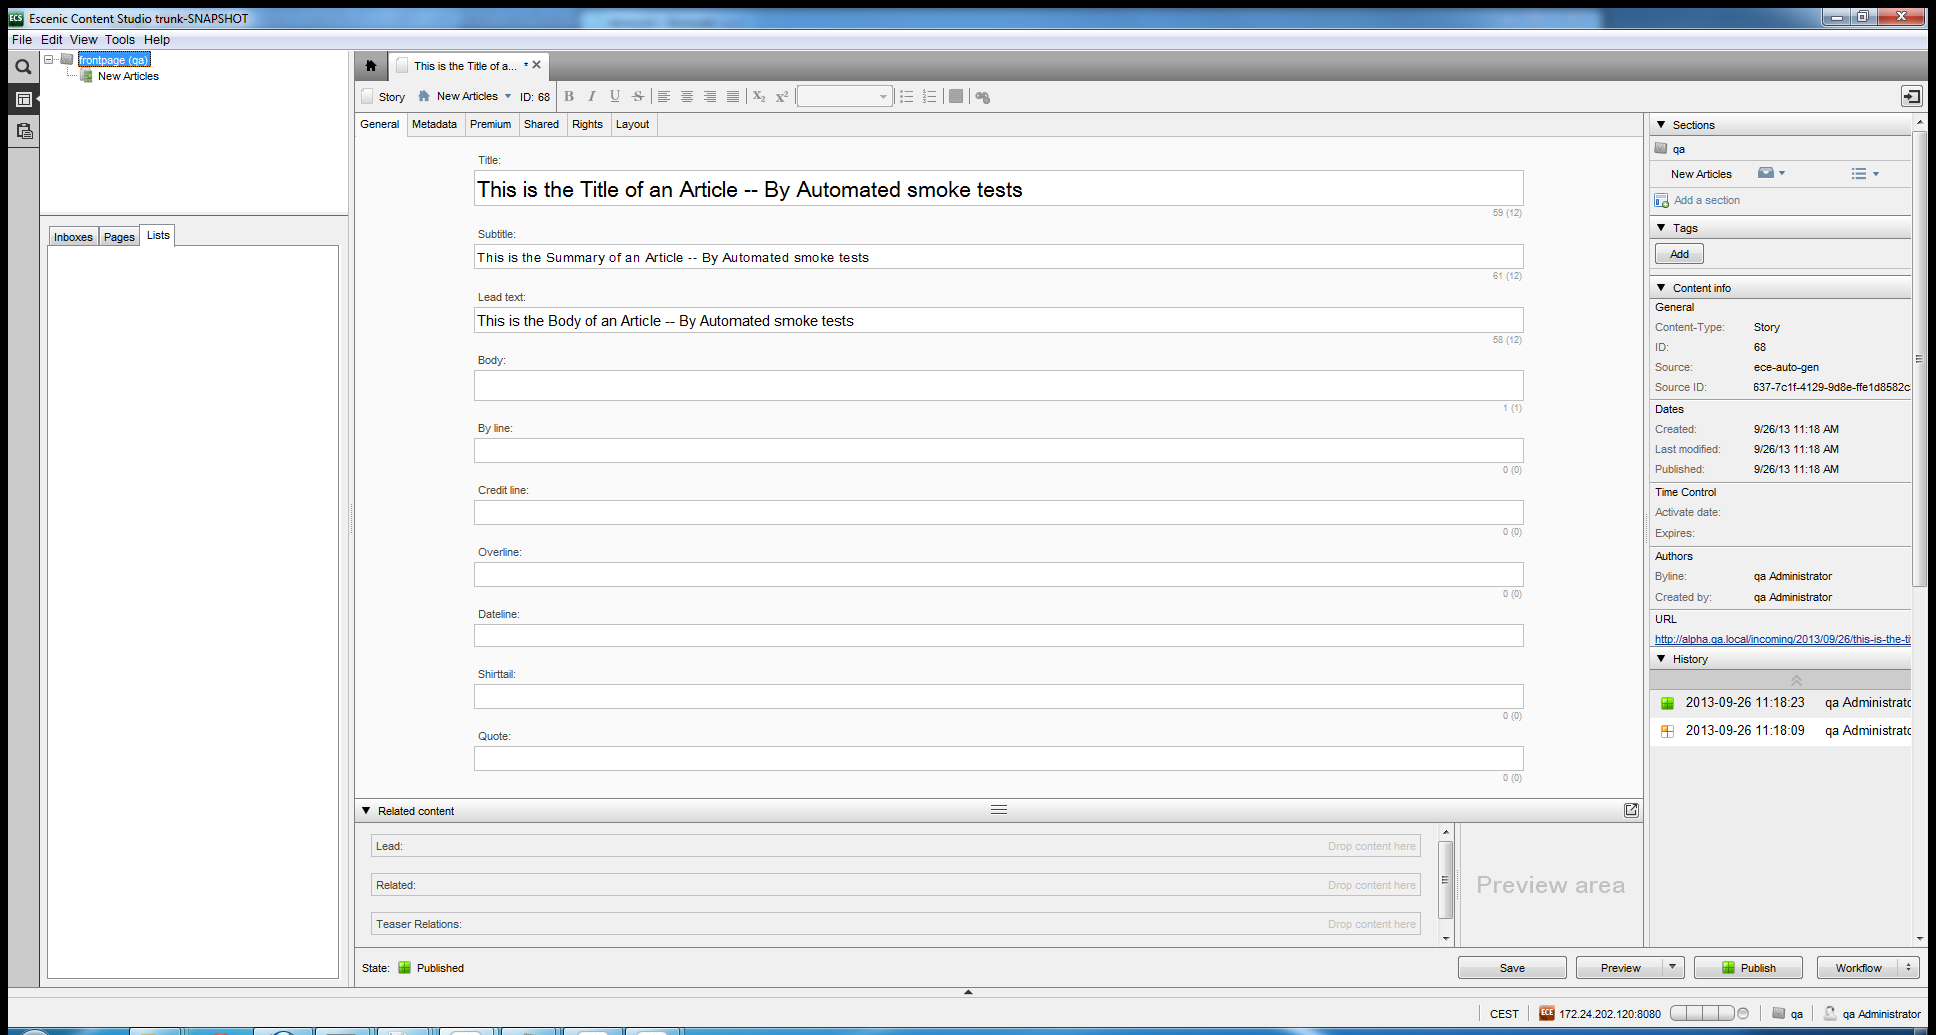 Escenic Content Studio trunk-SNAPSHOT
File Edit View Tools Help
frontpage (qa)
New Articles
Inboxes Pages Lists
This is the Title of a... *
Story New Articles ID: 68 B I U S X2 X2
General Metadata Premium Shared Rights Layout
Title:
This is the Title of an Article -- By Automated smoke tests
59 (12)
Subtitle:
This is the Summary of an Article -- By Automated smoke tests
61 (12)
Lead text:
This is the Body of an Article -- By Automated smoke tests
58 (12)
Body:
1 (1)
By line:
0 (0)
Credit line:
0 (0)
Overline:
0 (0)
Dateline:
Shirttail:
0 (0)
Quote:
0 (0)
Related content
Lead: Drop content here
Related: Drop content here
Teaser Relations: Drop content here
Preview area
Sections
qa
New Articles
Add a section
Tags
Add
Content info
General
Content-Type: Story
ID: 68
Source: ece-auto-gen
Source ID: 637-7c1f-4129-9d8e-ffe1d8582c
Dates
Created: 9/26/13 11:18 AM
Last modified: 9/26/13 11:18 AM
Published: 9/26/13 11:18 AM
Time Control
Activate date:
Expires:
Authors
Byline: qa Administrator
Created by: qa Administrator
URL
http://alpha.qa.local/incoming/2013/09/26/this-is-the-ti
History
2013-09-26 11:18:23 qa Administratc
2013-09-26 11:18:09 qa Administratc
State: Published
Save Preview Publish Workflow
CEST ECE 172.24.202.120:8080 qa qa Administrator